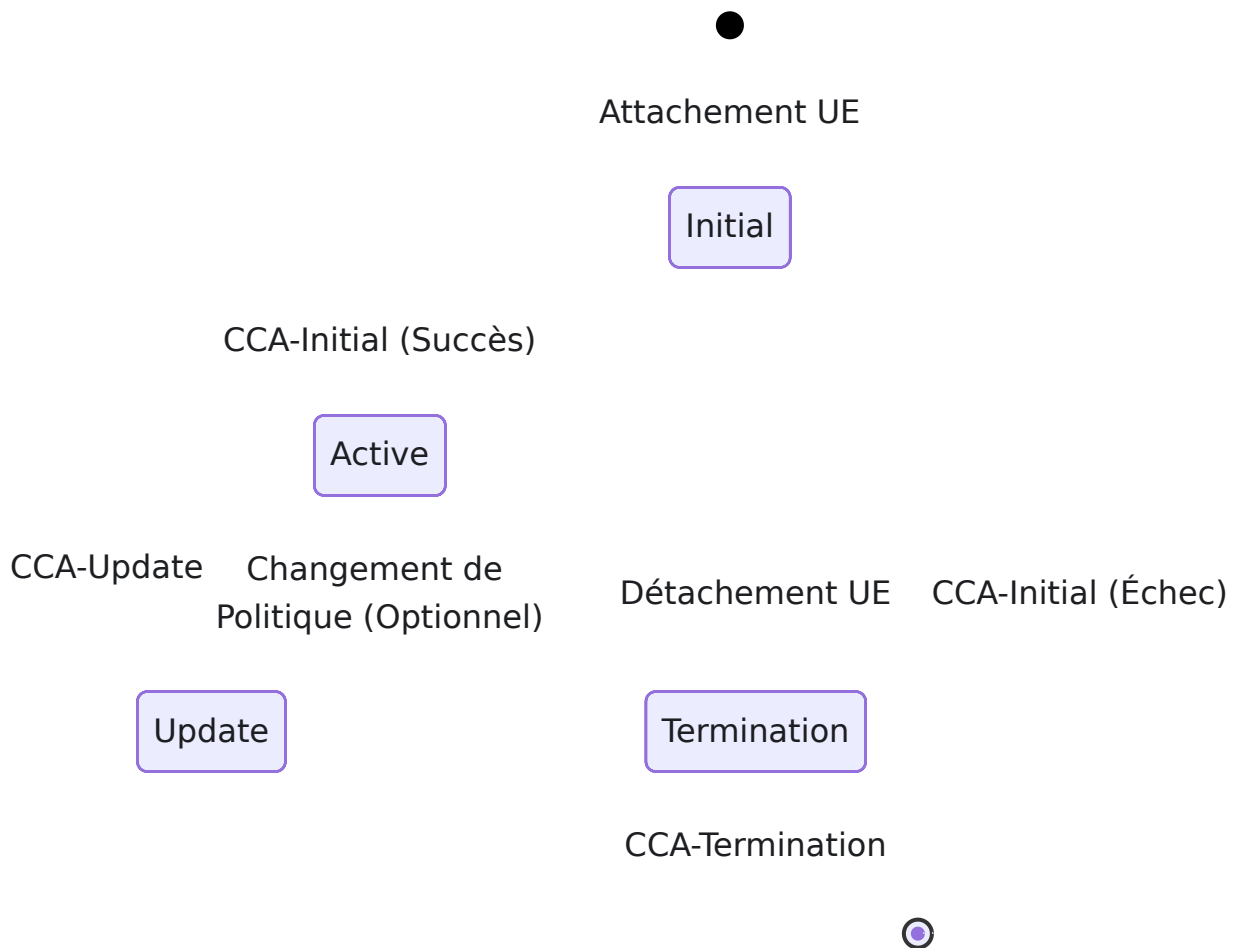 Attachement UE
Initial
CCA-Initial (Succès)
Active
CCA-Update
Changement de
Politique (Optionnel)
Détachement UE
CCA-Initial (Échec)
Update
Termination
CCA-Termination